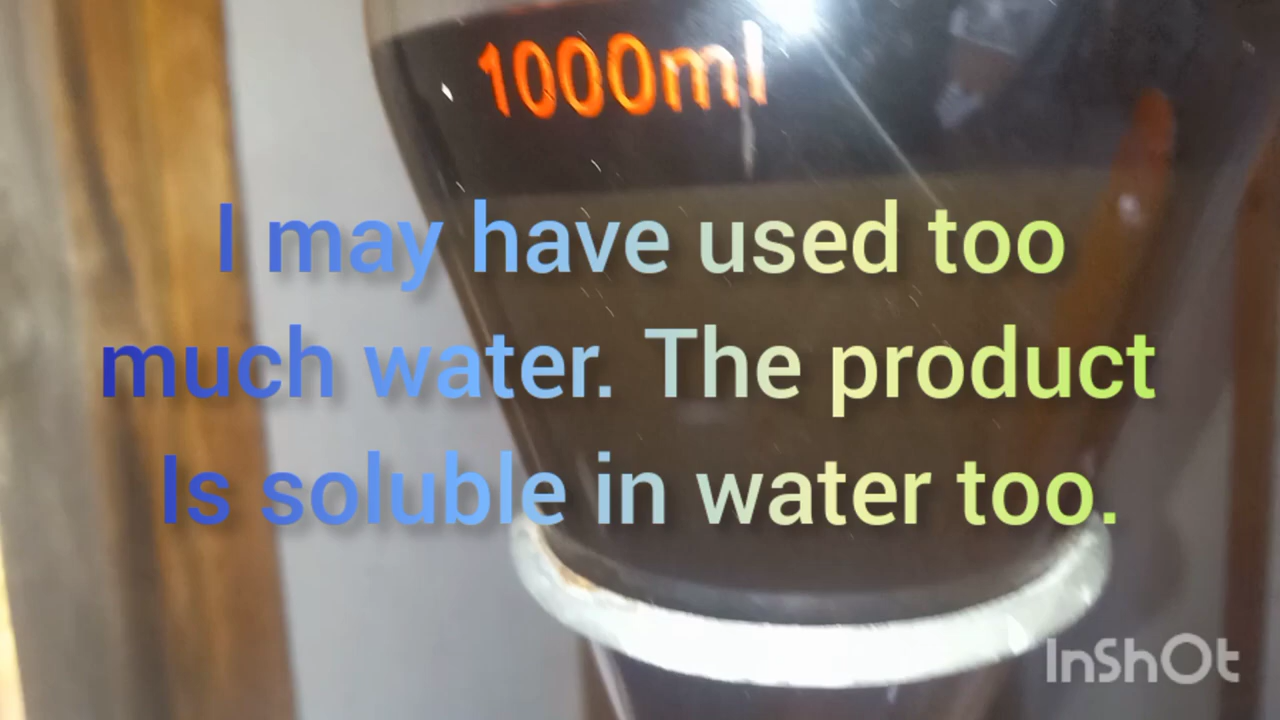 1000ml
I may have used too
much water. The product
Is soluble in water too.
InShOt